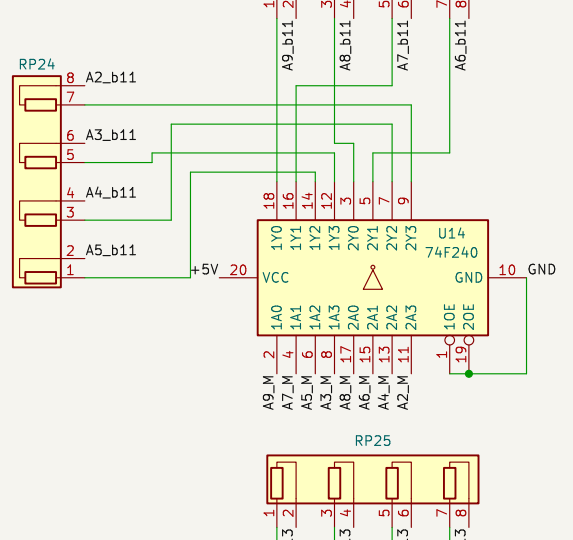 1 2 3 4 5 6 7 8
A9_b11 A8_b11 A7_b11 A6_b11
RP24
8 A2_b11
7
6 A3_b11
5
4 A4_b11
3
2 A5_b11
1
18 16 14 12 3 5 7 9
1Y0 1Y1 1Y2 1Y3 2Y0 2Y1 2Y2 2Y3
U14
74F240
+5V 20 VCC
GND 10 GND
1A0 1A1 1A2 1A3 2A0 2A1 2A2 2A3 1OE 2OE
2 4 6 8 17 15 13 11 1 19
A9_M A7_M A5_M A3_M A8_M A6_M A4_M A2_M
RP25
1 2 3 4 5 6 7 8
.3 .3 .3 .3